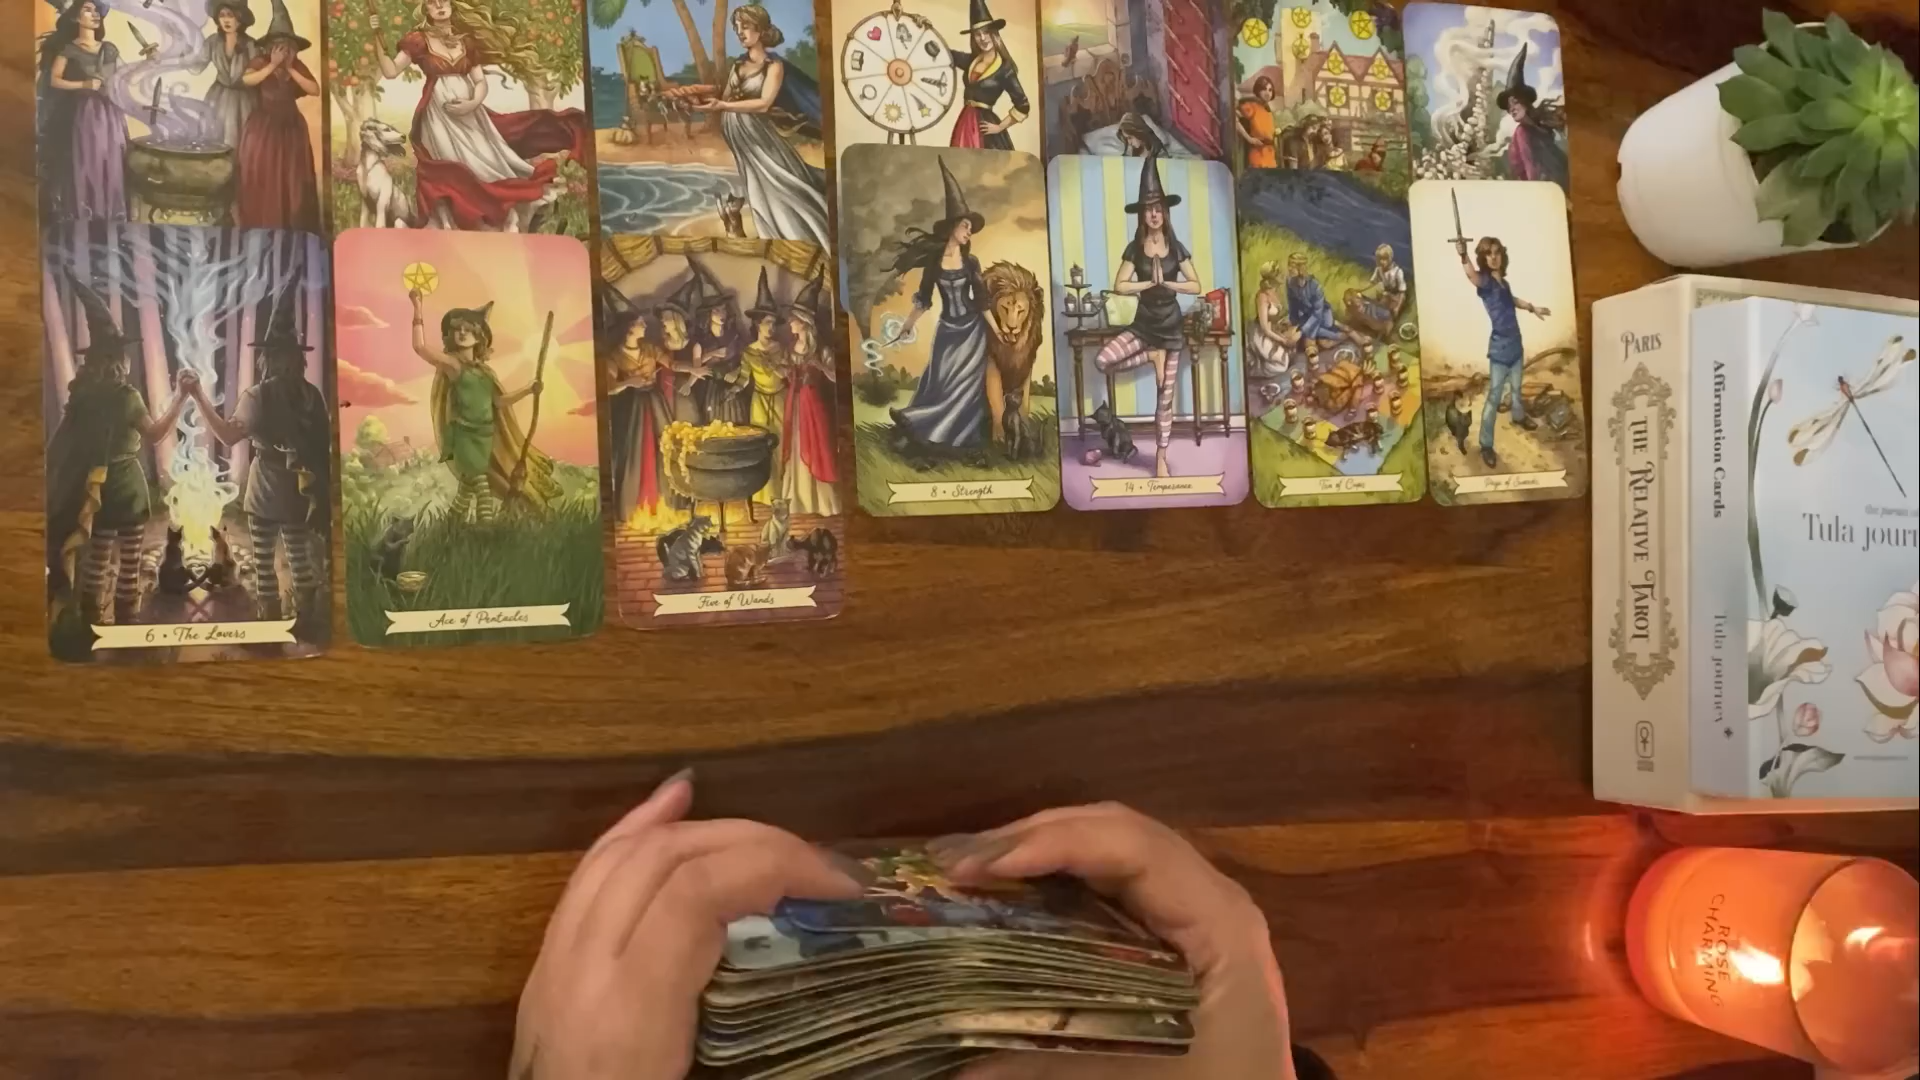 6 • The Lovers
Ace of Pentacles
Five of Wands
8 • Strength
14 • Temperance
Ten of Cups
Page of Swords
PARIS
THE RELATIVE TAROT
Affirmation Cards
Tula journey
Tula jour
ROSE
CHARMING